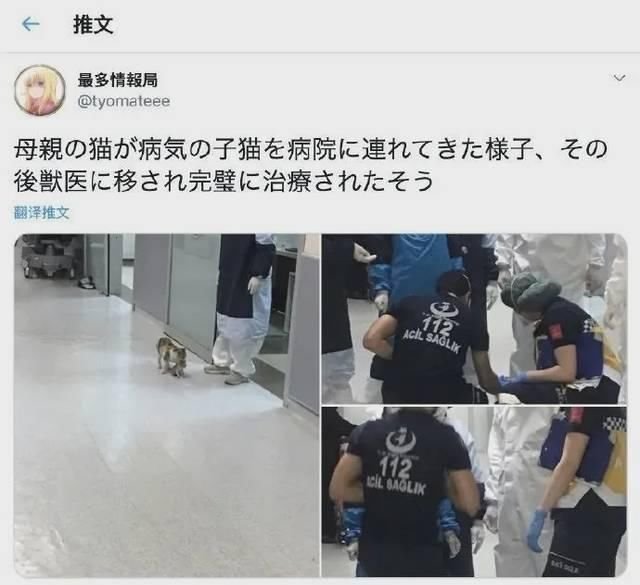 推文
最多情報局
@tyomateee
母親の猫が病気の子猫を病院に連れてきた様子、その
後獣医に移され完璧に治療されたそう
翻译推文
112
ACİL SAĞLIK
112
ACİL SAĞLIK